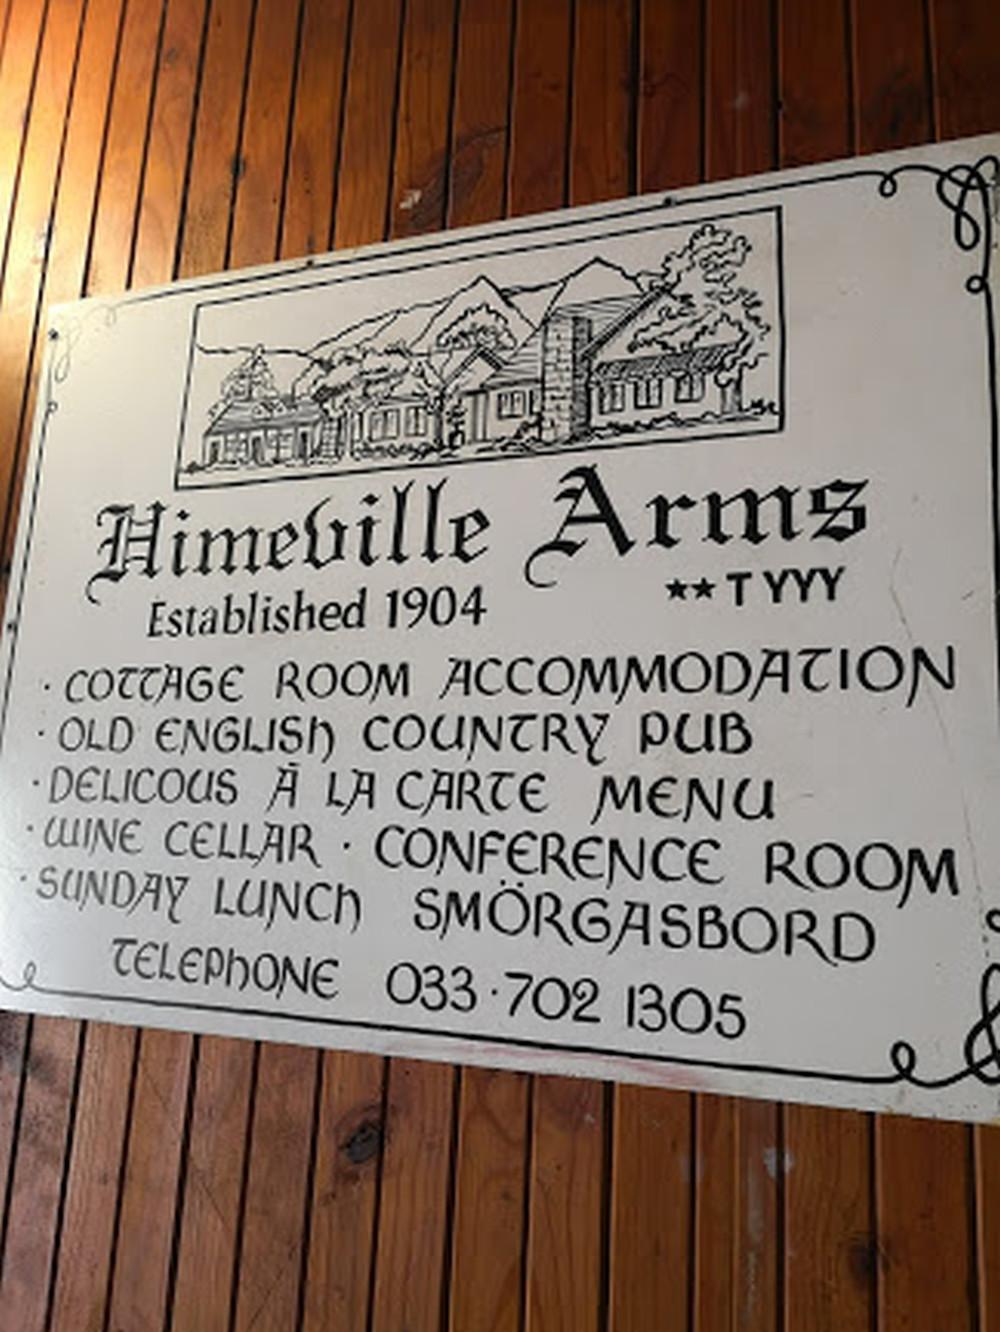 Himeville Arms
Established 1904 ★★TYYY
· COTTAGE ROOM ACCOMMODATION
· OLD ENGLISH COUNTRY PUB
· DELICOUS À LA CARTE MENU
· WINE CELLAR · CONFERENCE ROOM
· SUNDAY LUNCH SMÖRGASBORD
TELEPHONE 033·702 1305